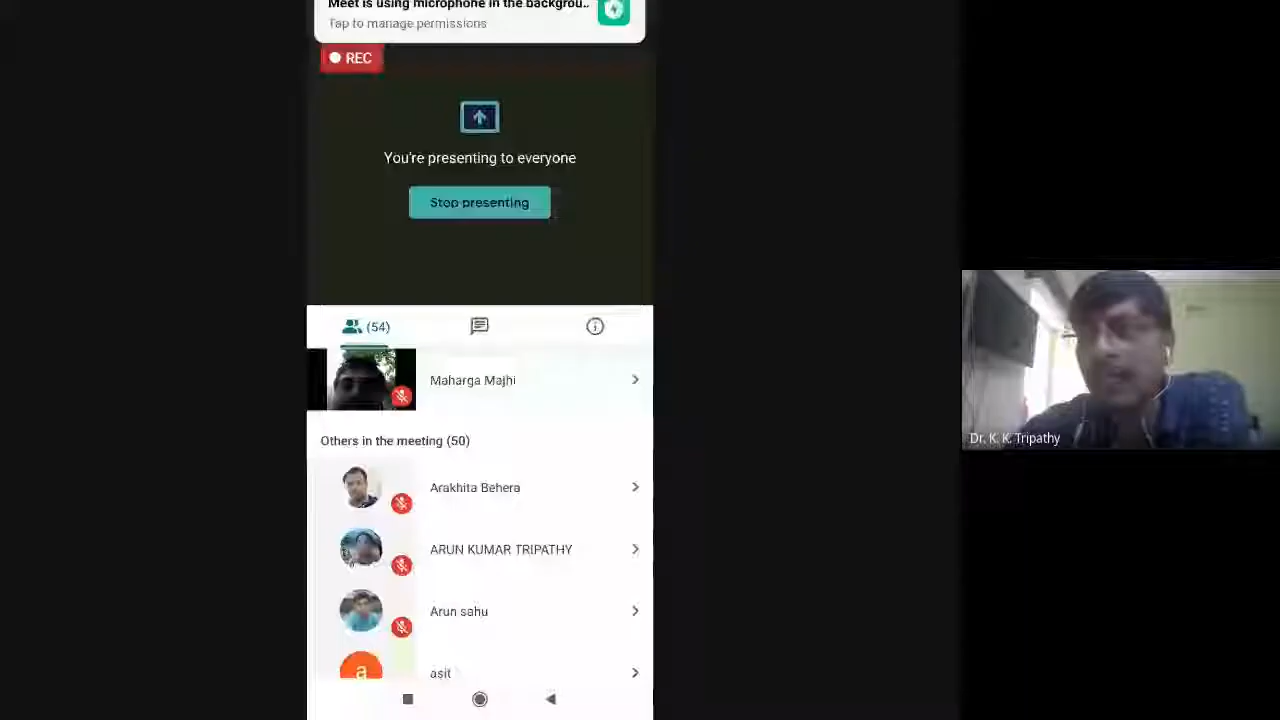 Meet is using microphone in the backgrou..
Tap to manage permissions
REC
You're presenting to everyone
Stop presenting
(54)
Maharga Majhi
Others in the meeting (50)
Arakhita Behera
ARUN KUMAR TRIPATHY
Arun sahu
a
asit
Dr. K. K. Tripathy